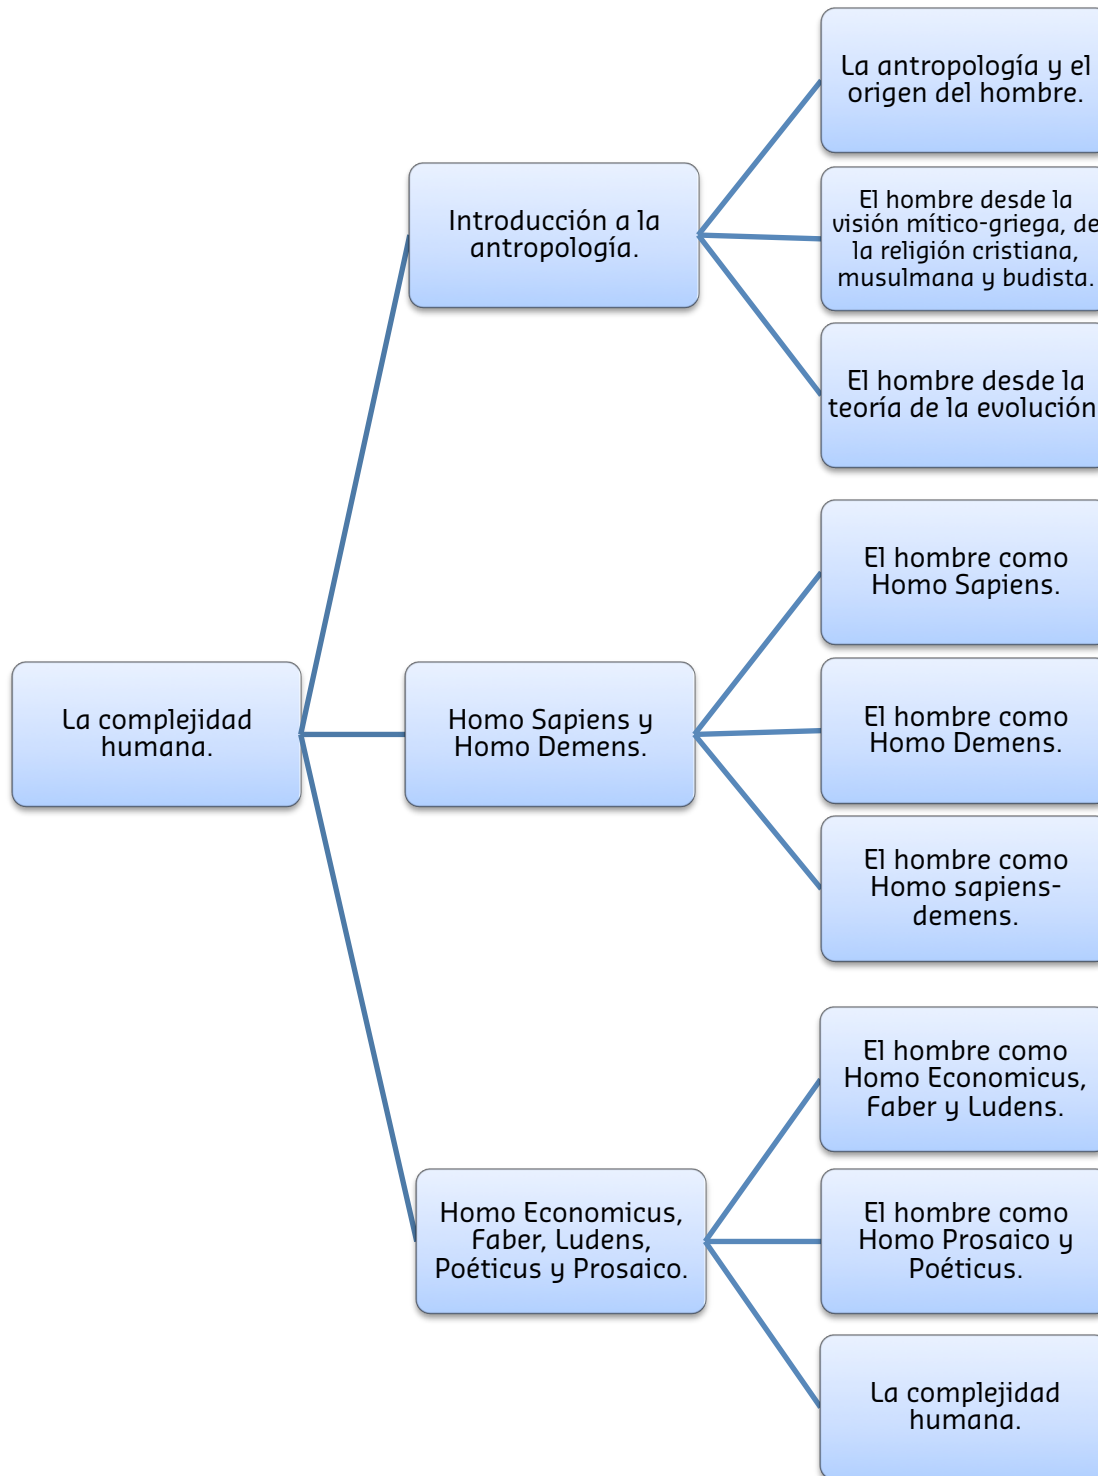 La complejidad
humana.
Introducción a la
antropología.
La antropología y el
origen del hombre.
El hombre desde la
visión mítico-griega, de
la religión cristiana,
musulmana y budista.
El hombre desde la
teoría de la evolución
Homo Sapiens y
Homo Demens.
El hombre como
Homo Sapiens.
El hombre como
Homo Demens.
El hombre como
Homo sapiens-
demens.
Homo Economicus,
Faber, Ludens,
Poéticus y Prosaico.
El hombre como
Homo Economicus,
Faber y Ludens.
El hombre como
Homo Prosaico y
Poéticus.
La complejidad
humana.